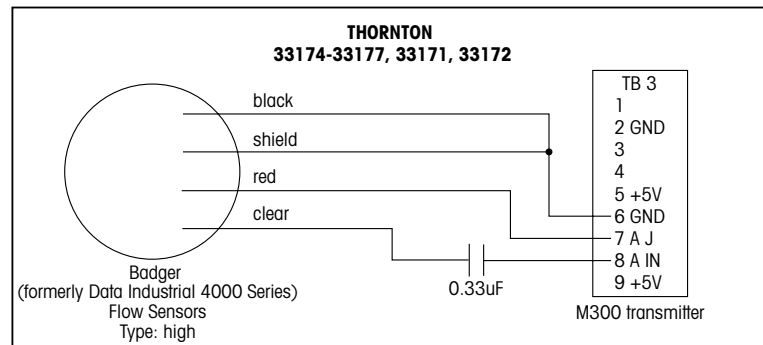 THORNTON
33174-33177, 33171, 33172
black
shield
red
clear
0.33uF
Badger
(formerly Data Industrial 4000 Series)
Flow Sensors
Type: high
TB 3
1
2 GND
3
4
5 +5V
6 GND
7 A J
8 A IN
9 +5V
M300 transmitter